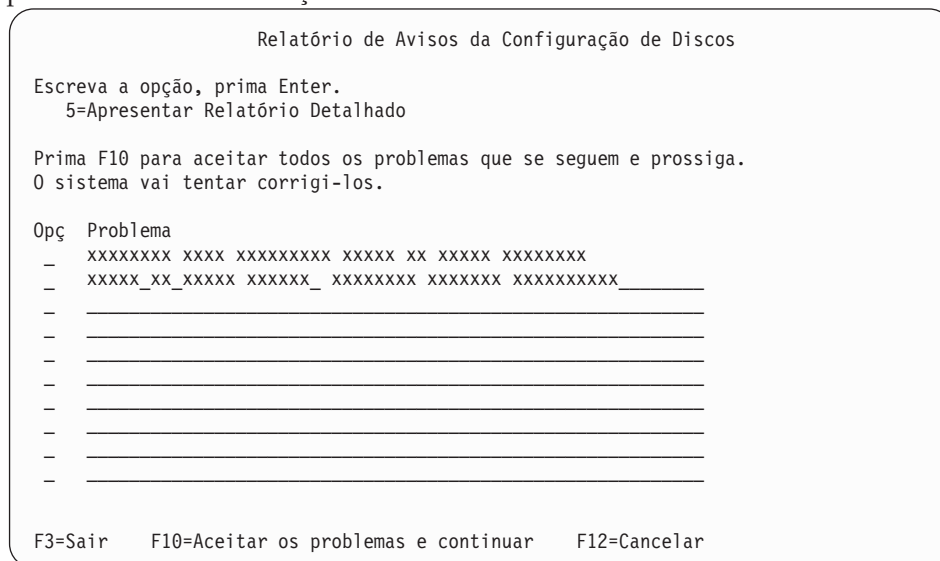 Relatório de Avisos da Configuração de Discos
Escreva a opção, prima Enter.
5=Apresentar Relatório Detalhado
Prima F10 para aceitar todos os problemas que se seguem e prossiga.
O sistema vai tentar corrigi-los.
Opç Problema
_ xxxxxxxx xxxx xxxxxxxxx xxxxx xx xxxxx xxxxxxxx
_ xxxxx_xx_xxxxx xxxxxx_ xxxxxxxx xxxxxxx xxxxxxxxxx________
F3=Sair F10=Aceitar os problemas e continuar F12=Cancelar